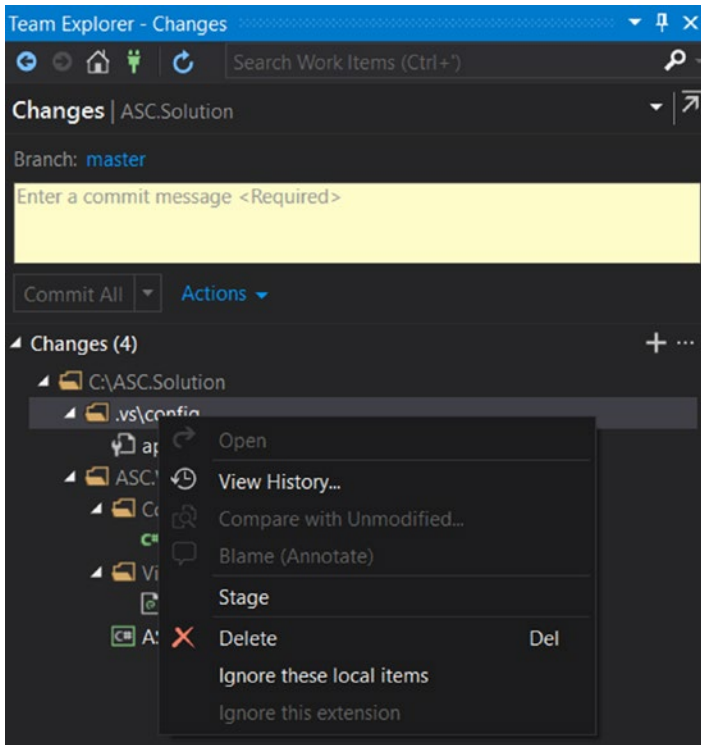 Team Explorer - Changes
Search Work Items (Ctrl+')
Changes | ASC.Solution
Branch: master
Enter a commit message <Required>
Commit All
Actions
Changes (4)
C:\ASC.Solution
.vs\config
Open
View History...
Compare with Unmodified...
Blame (Annotate)
Stage
Delete Del
Ignore these local items
Ignore this extension